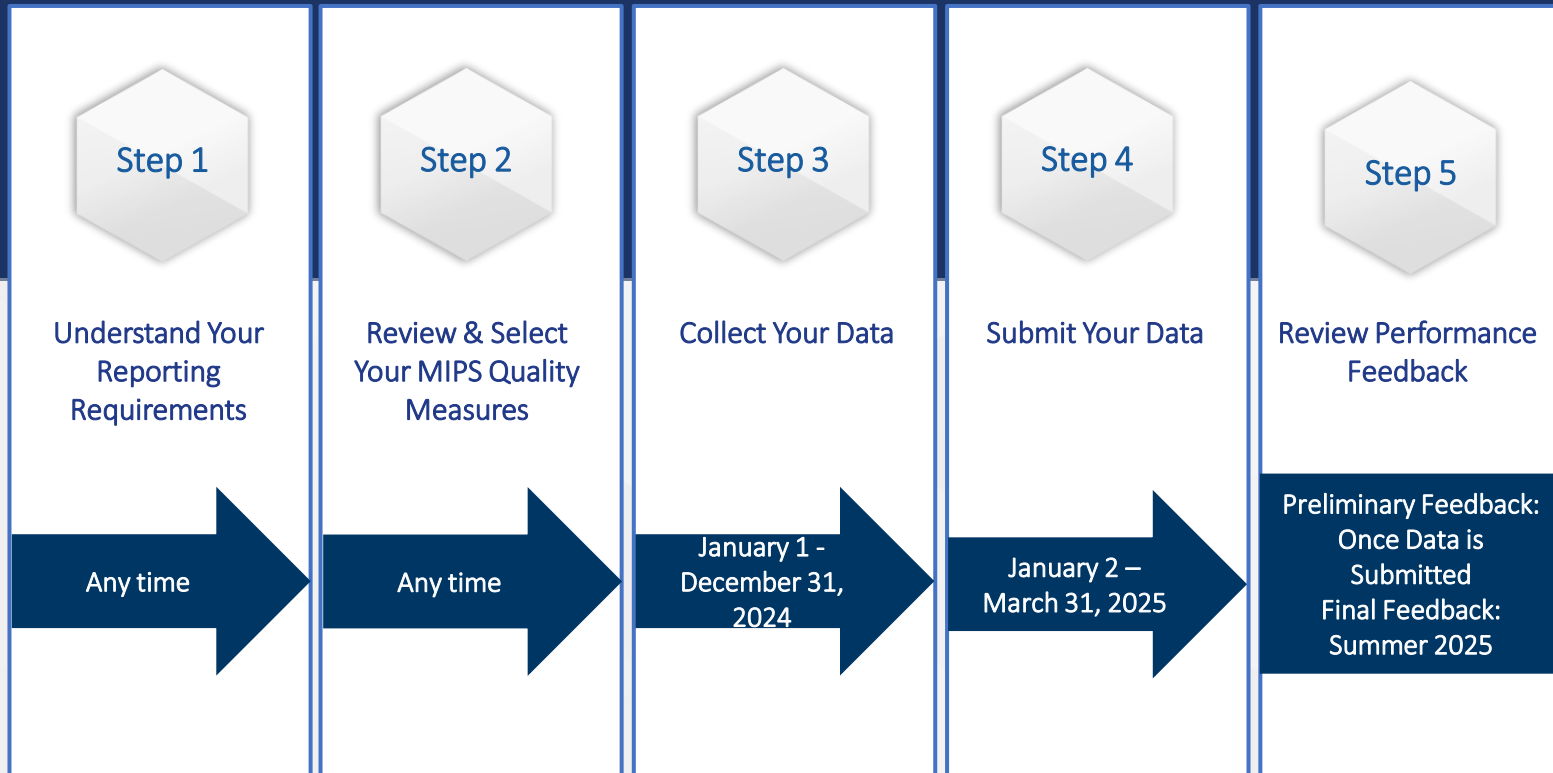 Step 1
Understand Your
Reporting
Requirements
Any time
Step 2
Review & Select
Your MIPS Quality
Measures
Any time
Step 3
Collect Your Data
January 1 -
December 31,
2024
Step 4
Submit Your Data
January 2 –
March 31, 2025
Step 5
Review Performance
Feedback
Preliminary Feedback:
Once Data is
Submitted
Final Feedback:
Summer 2025